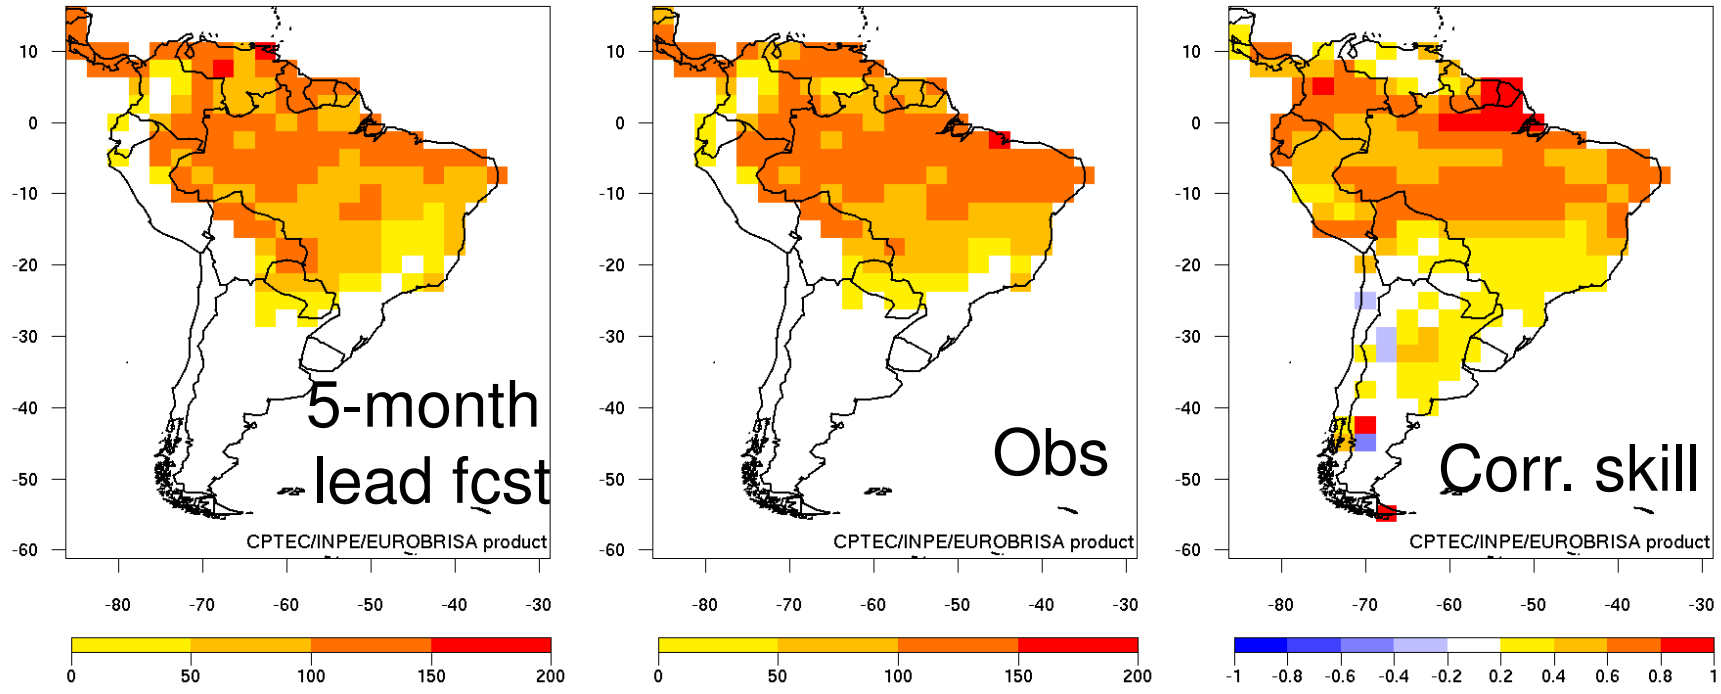 10
0
-10
-20
-30
-40
-50
-60
5-month
lead fcst
CPTEC/INPE/EUROBRISA product
-80 -70 -60 -50 -40 -30
0 50 100 150 200
10
0
-10
-20
-30
-40
-50
-60
Obs
CPTEC/INPE/EUROBRISA product
-80 -70 -60 -50 -40 -30
0 50 100 150 200
10
0
-10
-20
-30
-40
-50
-60
Corr. skill
CPTEC/INPE/EUROBRISA product
-80 -70 -60 -50 -40 -30
-1 -0.8 -0.6 -0.4 -0.2 0.2 0.4 0.6 0.8 1